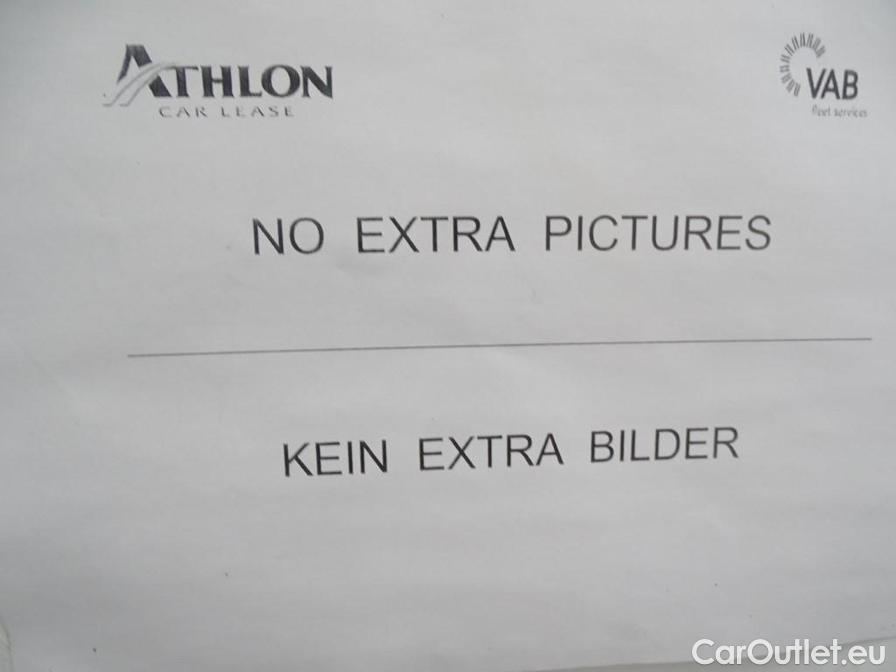 ATHLON
CAR LEASE
VAB
fleet services
NO EXTRA PICTURES
KEIN EXTRA BILDER
CarOutlet.eu